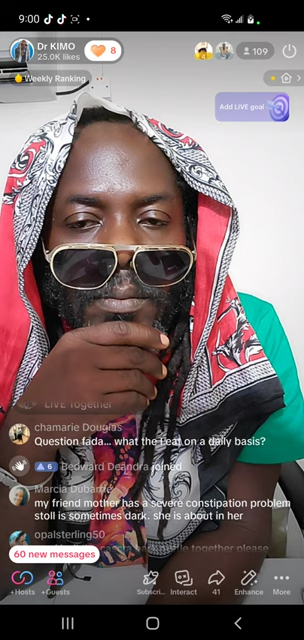 9:00
Dr KIMO
25.0K likes
8
109
Weekly Ranking
Add LIVE goal
LIVE Together
chamarie Douglas
Question fada... what the I eat on a daily basis?
6 Bedward Deandra joined
Marcia Dubarrie
my friend mother has a severe constipation problem
stoll is sometimes dark. she is about in her
opalsterling50
together please
60 new messages
+Hosts
+Guests
Subscri...
Interact
41
Enhance
More